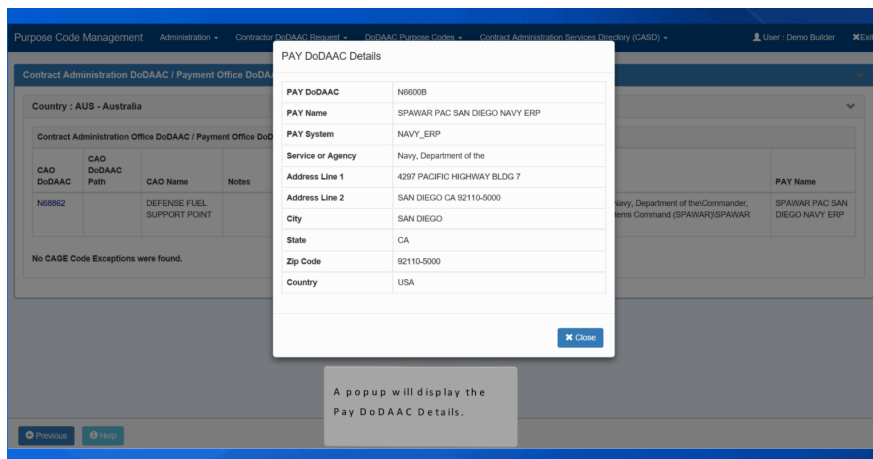 Purpose Code Management Administration Contractor DoDAAC Request DoDAAC Purpose Codes Contract Administration Services Directory (CASD) User : Demo Builder Exit
Contract Administration DoDAAC / Payment Office DoDA
Country : AUS - Australia
Contract Administration Office DoDAAC / Payment Office DoD
CAO DoDAAC
CAO DoDAAC Path
CAO Name
Notes
PAY Name
N68862
DEFENSE FUEL SUPPORT POINT
Navy, Department of the\Commander,
tems Command (SPAWAR)\SPAWAR
SPAWAR PAC SAN DIEGO NAVY ERP
No CAGE Code Exceptions were found.
PAY DoDAAC Details
PAY DoDAAC N6600B
PAY Name SPAWAR PAC SAN DIEGO NAVY ERP
PAY System NAVY_ERP
Service or Agency Navy, Department of the
Address Line 1 4297 PACIFIC HIGHWAY BLDG 7
Address Line 2 SAN DIEGO CA 92110-5000
City SAN DIEGO
State CA
Zip Code 92110-5000
Country USA
Close
A popup will display the
Pay DoDAAC Details.
Previous Help